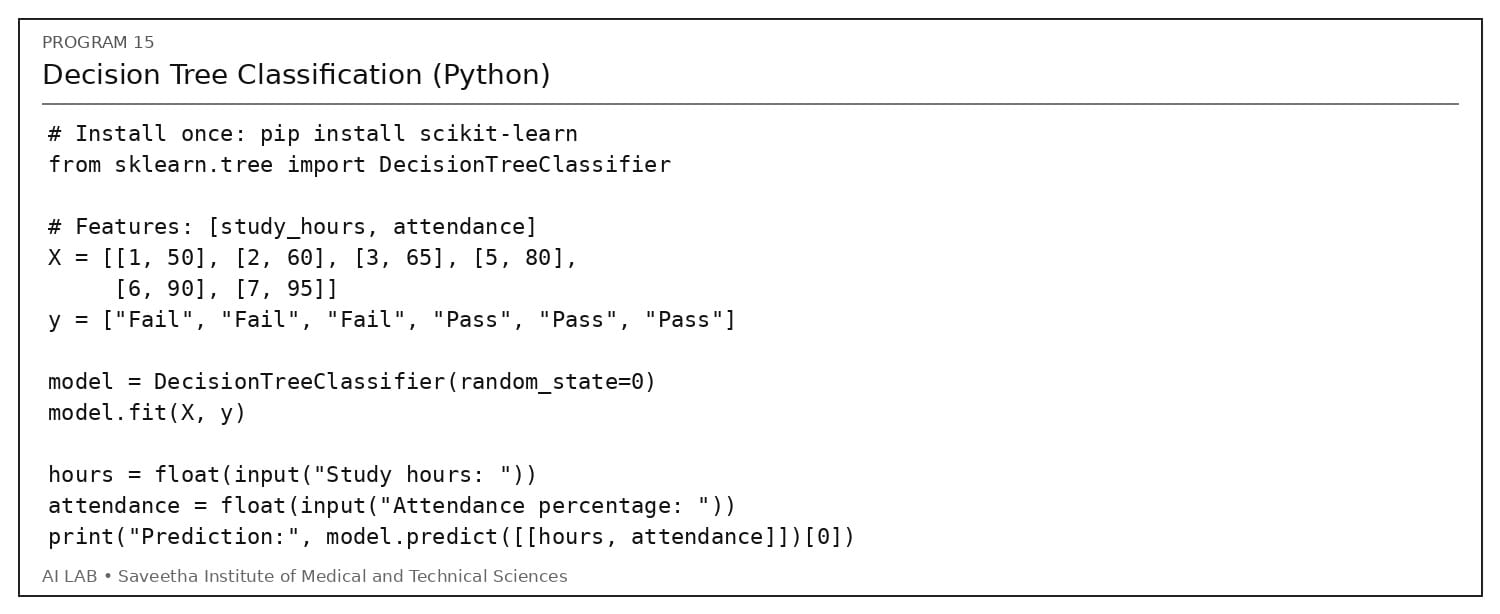 PROGRAM 15
Decision Tree Classification (Python)
# Install once: pip install scikit-learn
from sklearn.tree import DecisionTreeClassifier
# Features: [study_hours, attendance]
X = [[1, 50], [2, 60], [3, 65], [5, 80],
     [6, 90], [7, 95]]
y = ["Fail", "Fail", "Fail", "Pass", "Pass", "Pass"]
model = DecisionTreeClassifier(random_state=0)
model.fit(X, y)
hours = float(input("Study hours: "))
attendance = float(input("Attendance percentage: "))
print("Prediction:", model.predict([[hours, attendance]])[0])
AI LAB • Saveetha Institute of Medical and Technical Sciences